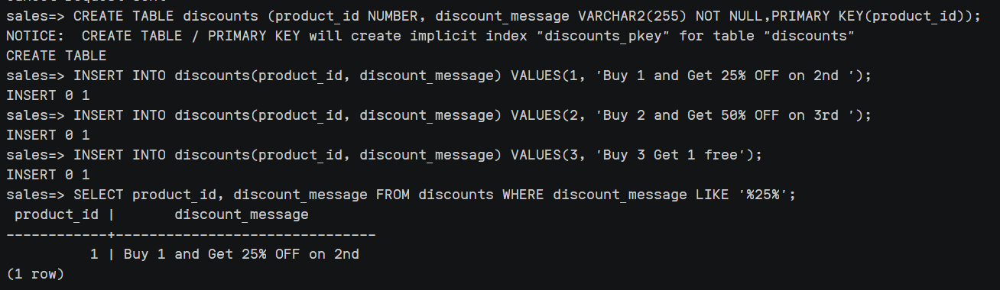 sales=> CREATE TABLE discounts (product_id NUMBER, discount_message VARCHAR2(255) NOT NULL,PRIMARY KEY(product_id));
NOTICE:  CREATE TABLE / PRIMARY KEY will create implicit index "discounts_pkey" for table "discounts"
CREATE TABLE
sales=> INSERT INTO discounts(product_id, discount_message) VALUES(1, 'Buy 1 and Get 25% OFF on 2nd ');
INSERT 0 1
sales=> INSERT INTO discounts(product_id, discount_message) VALUES(2, 'Buy 2 and Get 50% OFF on 3rd ');
INSERT 0 1
sales=> INSERT INTO discounts(product_id, discount_message) VALUES(3, 'Buy 3 Get 1 free');
INSERT 0 1
sales=> SELECT product_id, discount_message FROM discounts WHERE discount_message LIKE '%25%';
 product_id |       discount_message
------------+-------------------------------
          1 | Buy 1 and Get 25% OFF on 2nd
(1 row)